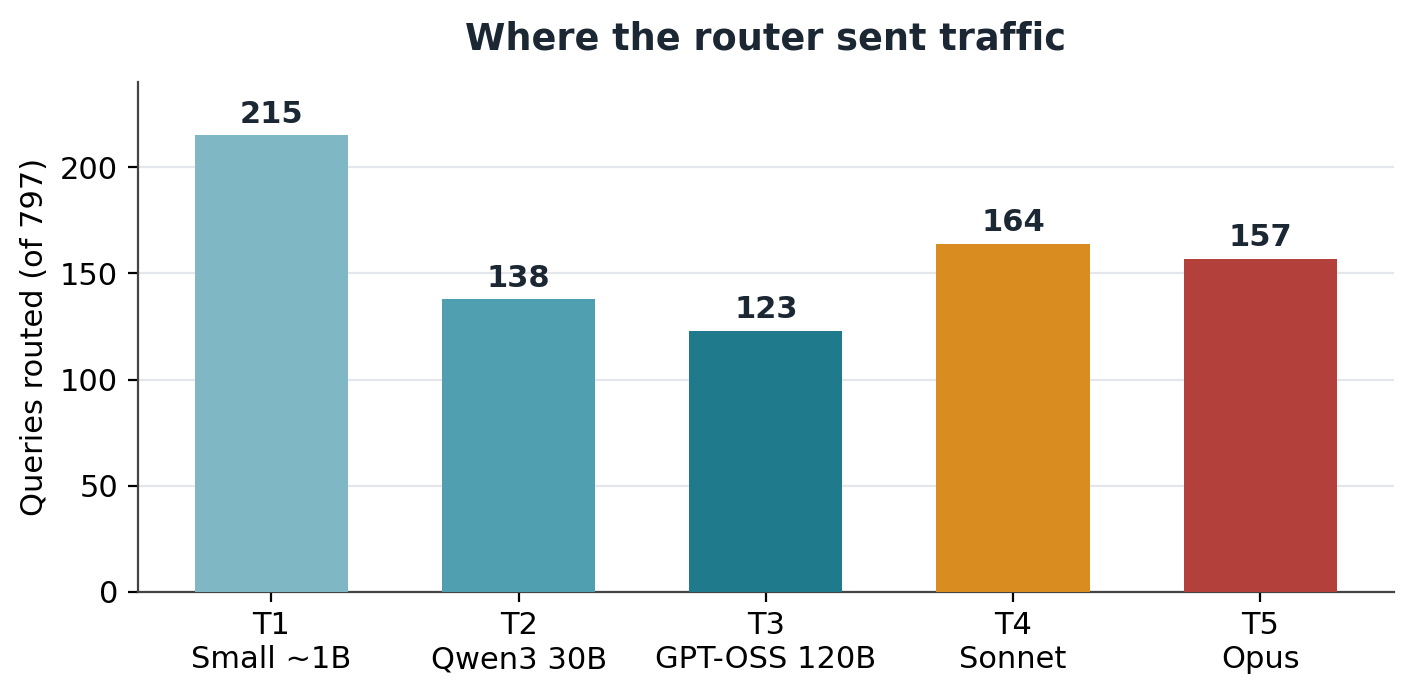 Where the router sent traffic
Queries routed (of 797)
200
150
100
50
0
215
138
123
164
157
T1
Small ~1B
T2
Qwen3 30B
T3
GPT-OSS 120B
T4
Sonnet
T5
Opus